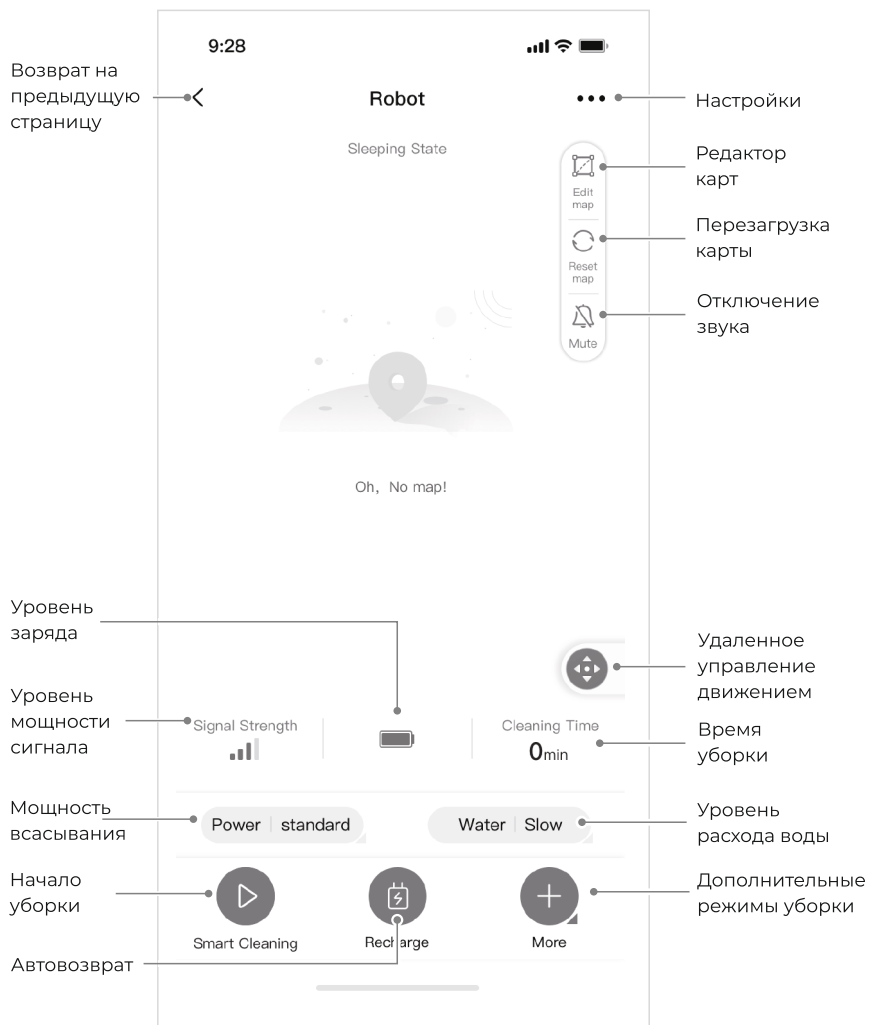 9:28
Возврат на
предыдущую
страницу
Robot
Настройки
Sleeping State
Редактор
карт
Edit
map
Перезагрузка
карты
Reset
map
Отключение
звука
Mute
Oh, No map!
Уровень
заряда
Удаленное
управление
движением
Уровень
мощности
сигнала
Signal Strength
Cleaning Time
0min
Время
уборки
Мощность
всасывания
Power | standard
Water | Slow
Уровень
расхода воды
Начало
уборки
Дополнительные
режимы уборки
Smart Cleaning
Recharge
More
Автовозврат